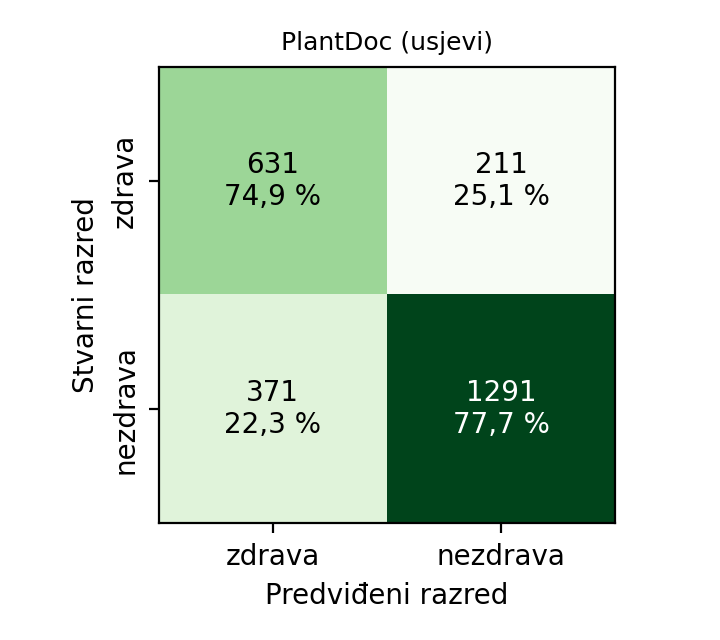 PlantDoc (usjevi)
Stvarni razred
zdrava
631
74,9 %
211
25,1 %
nezdrava
371
22,3 %
1291
77,7 %
zdrava
nezdrava
Predviđeni razred